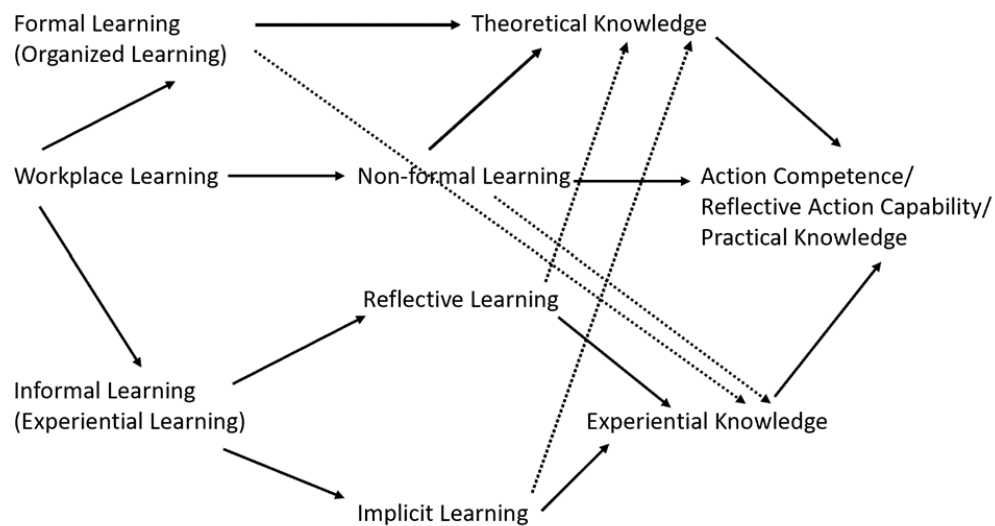 Formal Learning
(Organized Learning)
Theoretical Knowledge
Workplace Learning
Non-formal Learning
Action Competence/
Reflective Action Capability/
Practical Knowledge
Reflective Learning
Informal Learning
(Experiential Learning)
Experiential Knowledge
Implicit Learning